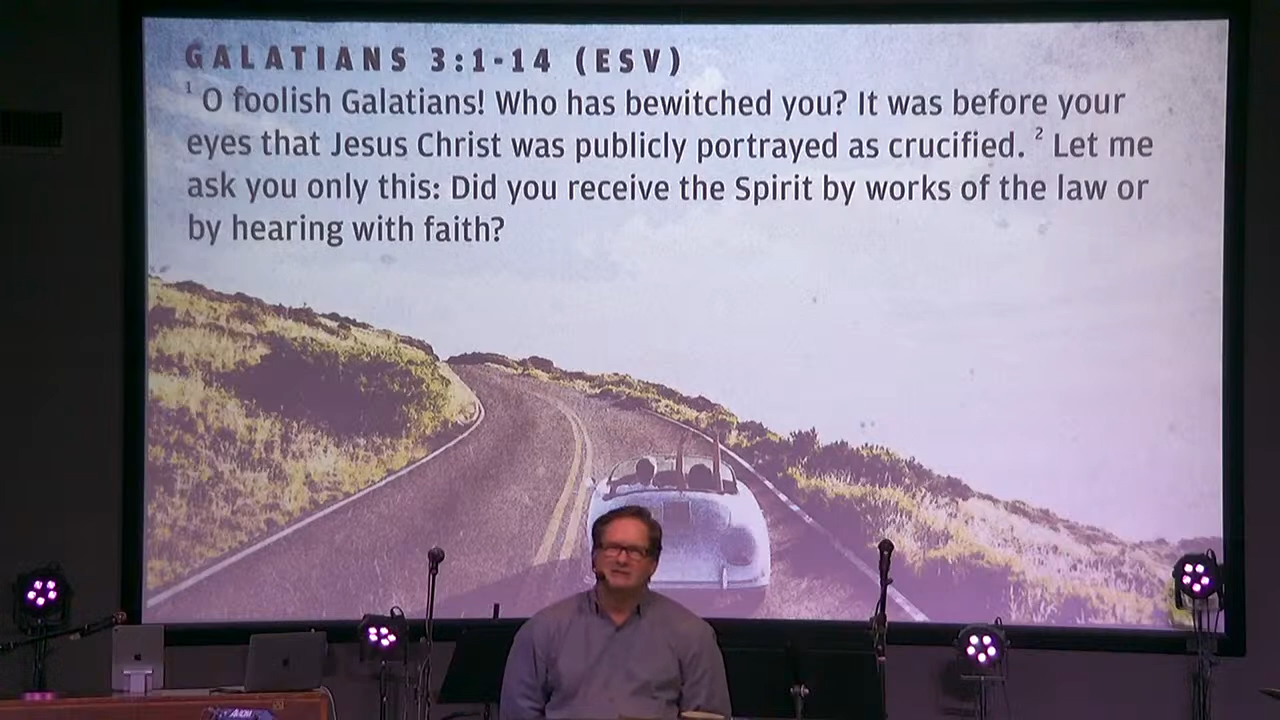 GALATIANS 3:1-14 (ESV)
1 O foolish Galatians! Who has bewitched you? It was before your
eyes that Jesus Christ was publicly portrayed as crucified. 2 Let me
ask you only this: Did you receive the Spirit by works of the law or
by hearing with faith?